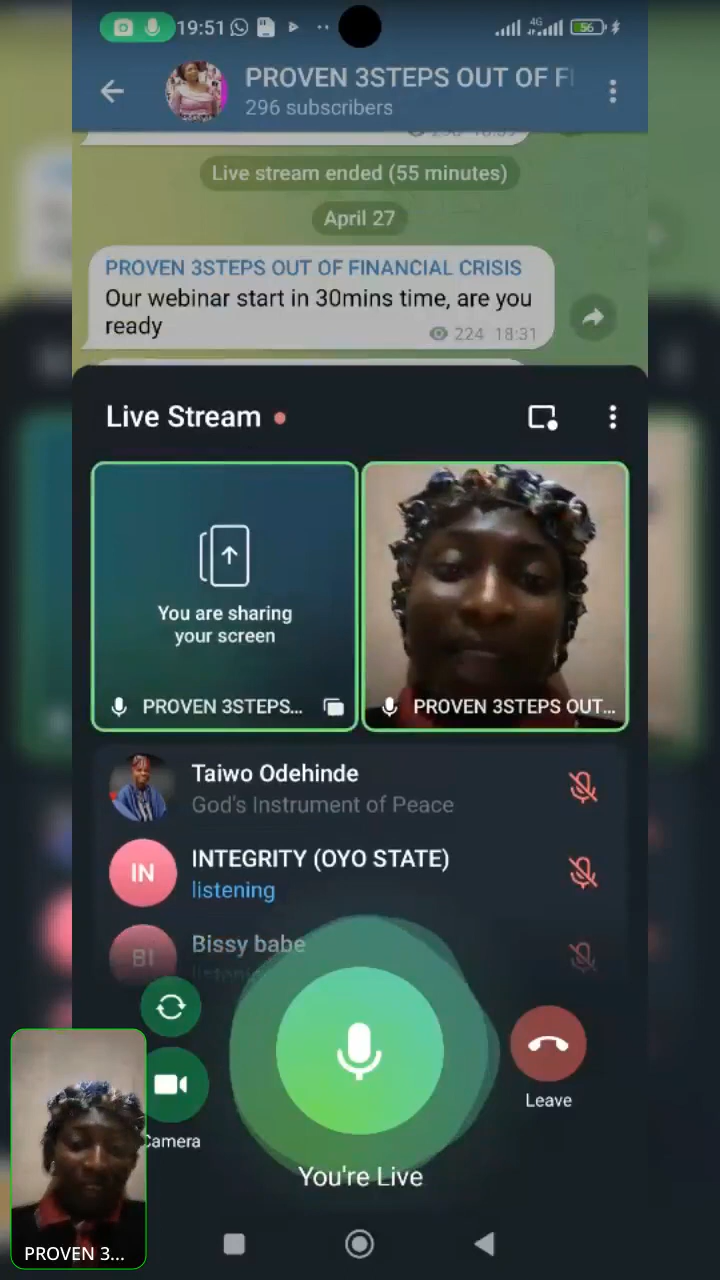 19:51
4G
56
PROVEN 3STEPS OUT OF FI
296 subscribers
Live stream ended (55 minutes)
April 27
PROVEN 3STEPS OUT OF FINANCIAL CRISIS
Our webinar start in 30mins time, are you
ready
224 18:31
Live Stream
You are sharing
your screen
PROVEN 3STEPS...
PROVEN 3STEPS OUT...
Taiwo Odehinde
God's Instrument of Peace
IN
INTEGRITY (OYO STATE)
listening
BI
Bissy babe
Camera
Leave
You're Live
PROVEN 3...